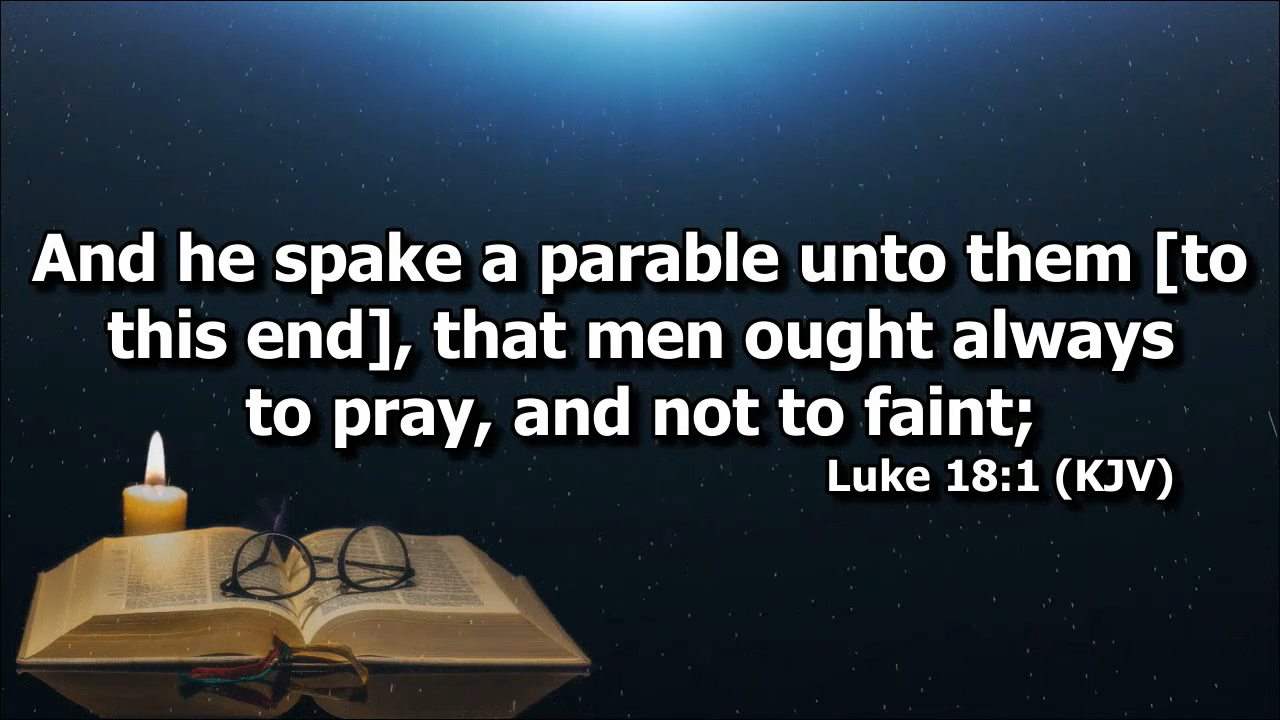 And he spake a parable unto them [to
this end], that men ought always
to pray, and not to faint;
Luke 18:1 (KJV)